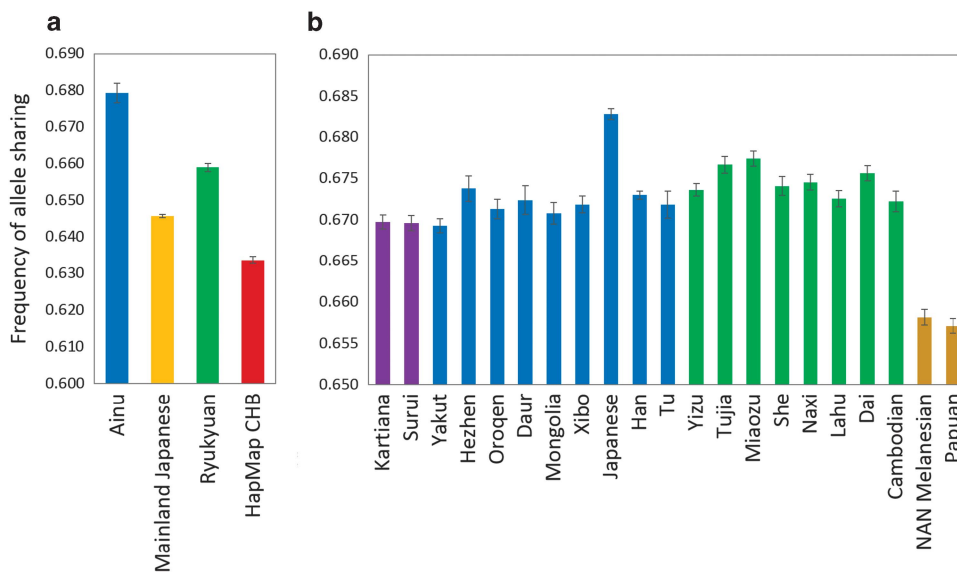 a
Frequency of allele sharing
0.690
0.680
0.670
0.660
0.650
0.640
0.630
0.620
0.610
0.600
Ainu
Mainland Japanese
Ryukyuan
HapMap CHB
b
0.690
0.685
0.680
0.675
0.670
0.665
0.660
0.655
0.650
Kartiana
Surui
Yakut
Hezhen
Oroqen
Daur
Mongolia
Xibo
Japanese
Han
Tu
Yizu
Tujia
Miaozu
She
Naxi
Lahu
Dai
Cambodian
NAN Melanesian
Papuan